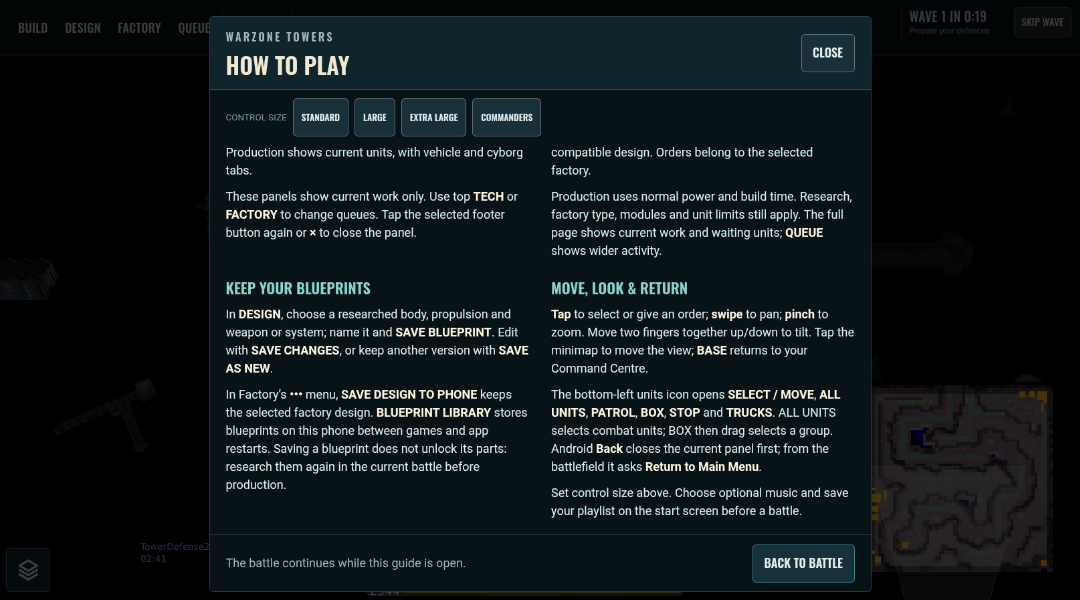 BUILD DESIGN FACTORY QUEUE
WAVE 1 IN 0:19
Prepare your defences
SKIP WAVE
WARZONE TOWERS
HOW TO PLAY
CLOSE
CONTROL SIZE STANDARD LARGE EXTRA LARGE COMMANDERS
Production shows current units, with vehicle and cyborg
tabs.
These panels show current work only. Use top TECH or
FACTORY to change queues. Tap the selected footer
button again or × to close the panel.
compatible design. Orders belong to the selected
factory.
Production uses normal power and build time. Research,
factory type, modules and unit limits still apply. The full
page shows current work and waiting units; QUEUE
shows wider activity.
KEEP YOUR BLUEPRINTS
In DESIGN, choose a researched body, propulsion and
weapon or system; name it and SAVE BLUEPRINT. Edit
with SAVE CHANGES, or keep another version with SAVE
AS NEW.
In Factory's ••• menu, SAVE DESIGN TO PHONE keeps
the selected factory design. BLUEPRINT LIBRARY stores
blueprints on this phone between games and app
restarts. Saving a blueprint does not unlock its parts:
research them again in the current battle before
production.
MOVE, LOOK & RETURN
Tap to select or give an order; swipe to pan; pinch to
zoom. Move two fingers together up/down to tilt. Tap the
minimap to move the view; BASE returns to your
Command Centre.
The bottom-left units icon opens SELECT / MOVE, ALL
UNITS, PATROL, BOX, STOP and TRUCKS. ALL UNITS
selects combat units; BOX then drag selects a group.
Android Back closes the current panel first; from the
battlefield it asks Return to Main Menu.
Set control size above. Choose optional music and save
your playlist on the start screen before a battle.
TowerDefense2
02:41
The battle continues while this guide is open.
BACK TO BATTLE